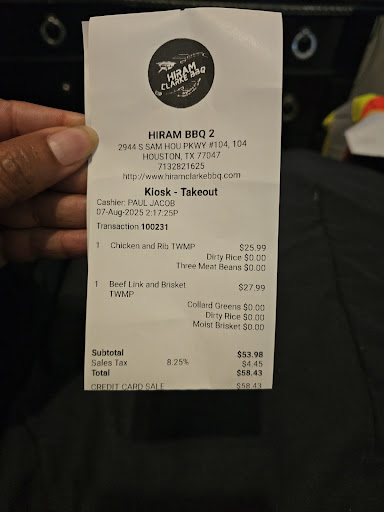 HIRAM
CLARKE BBQ
HIRAM BBQ 2
2944 S SAM HOU PKWY #104, 104
HOUSTON, TX 77047
7132821625
http://www.hiramclarkebbq.com
Kiosk - Takeout
Cashier: PAUL JACOB
07-Aug-2025 2:17:25P
Transaction 100231
1 Chicken and Rib TWMP $25.99
Dirty Rice $0.00
Three Meat Beans $0.00
1 Beef Link and Brisket $27.99
TWMP
Collard Greens $0.00
Dirty Rice $0.00
Moist Brisket $0.00
Subtotal $53.98
Sales Tax 8.25% $4.45
Total $58.43
CREDIT CARD SALE $58.43